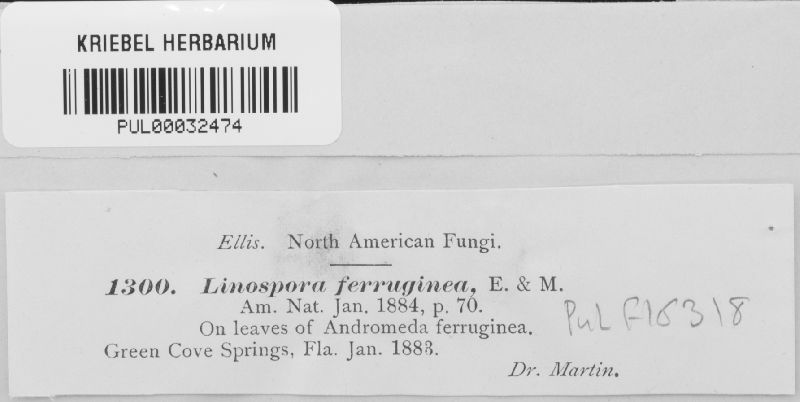 KRIEBEL HERBARIUM
PUL00032474
Ellis. North American Fungi.
1300. Linospora ferruginea, E. & M.
Am. Nat. Jan. 1884, p. 70.
On leaves of Andromeda ferruginea.
Green Cove Springs, Fla. Jan. 1883.
Dr. Martin.
PUL F16318